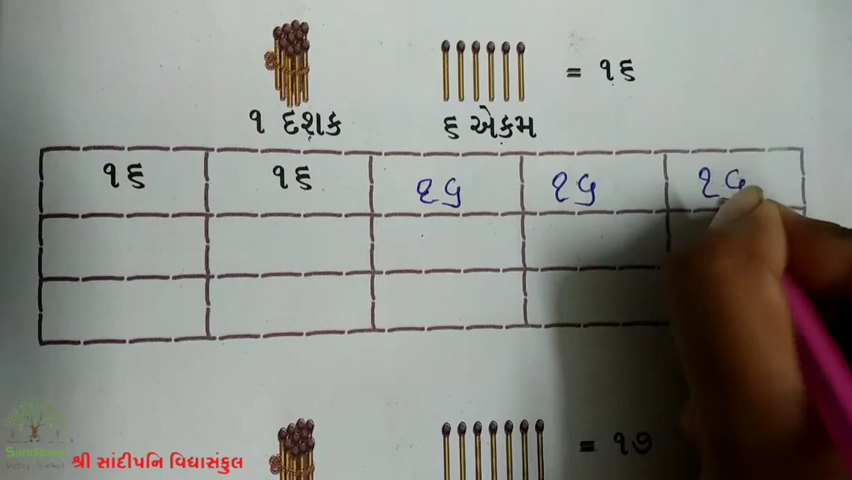 = ૧૬
૧ દશક ૬ એકમ
૧૬ ૧૬ ૧૬ ૧૬ ૧૬
= ૧૭
શ્રી સાંદીપનિ વિદ્યાસંકુલ